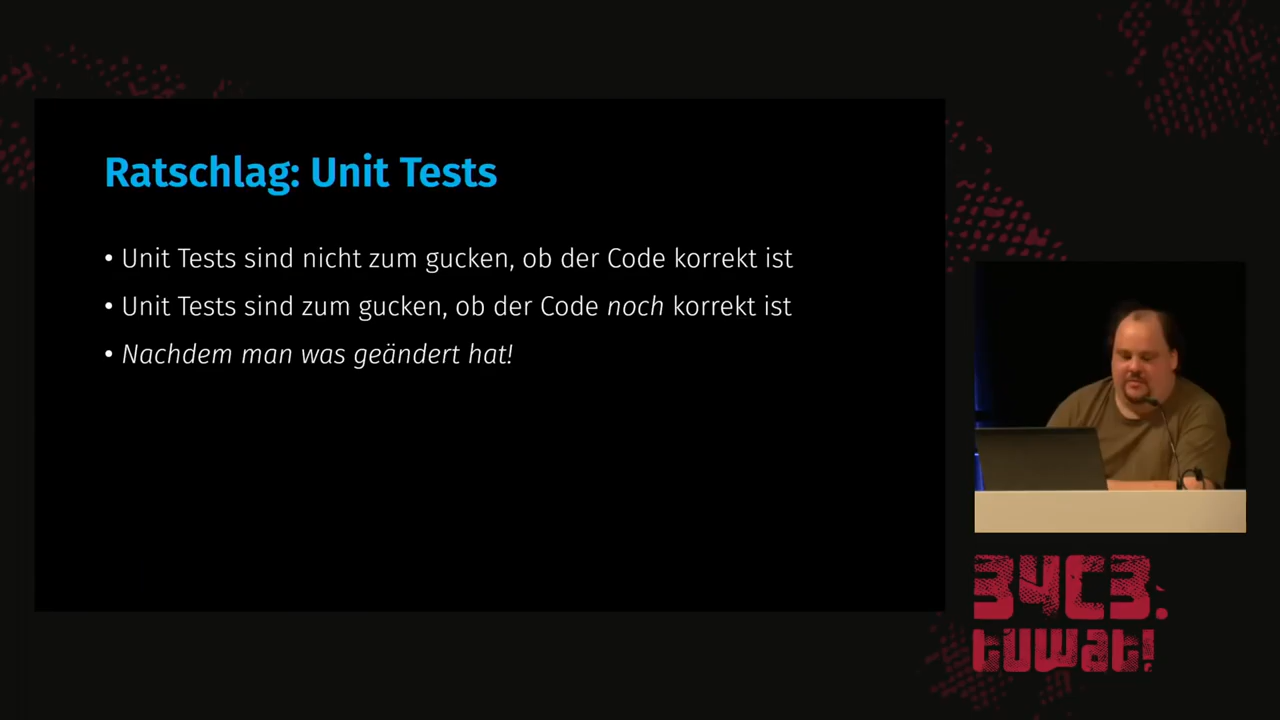 Ratschlag: Unit Tests
• Unit Tests sind nicht zum gucken, ob der Code korrekt ist
• Unit Tests sind zum gucken, ob der Code noch korrekt ist
• Nachdem man was geändert hat!
34C3.
tuwat!